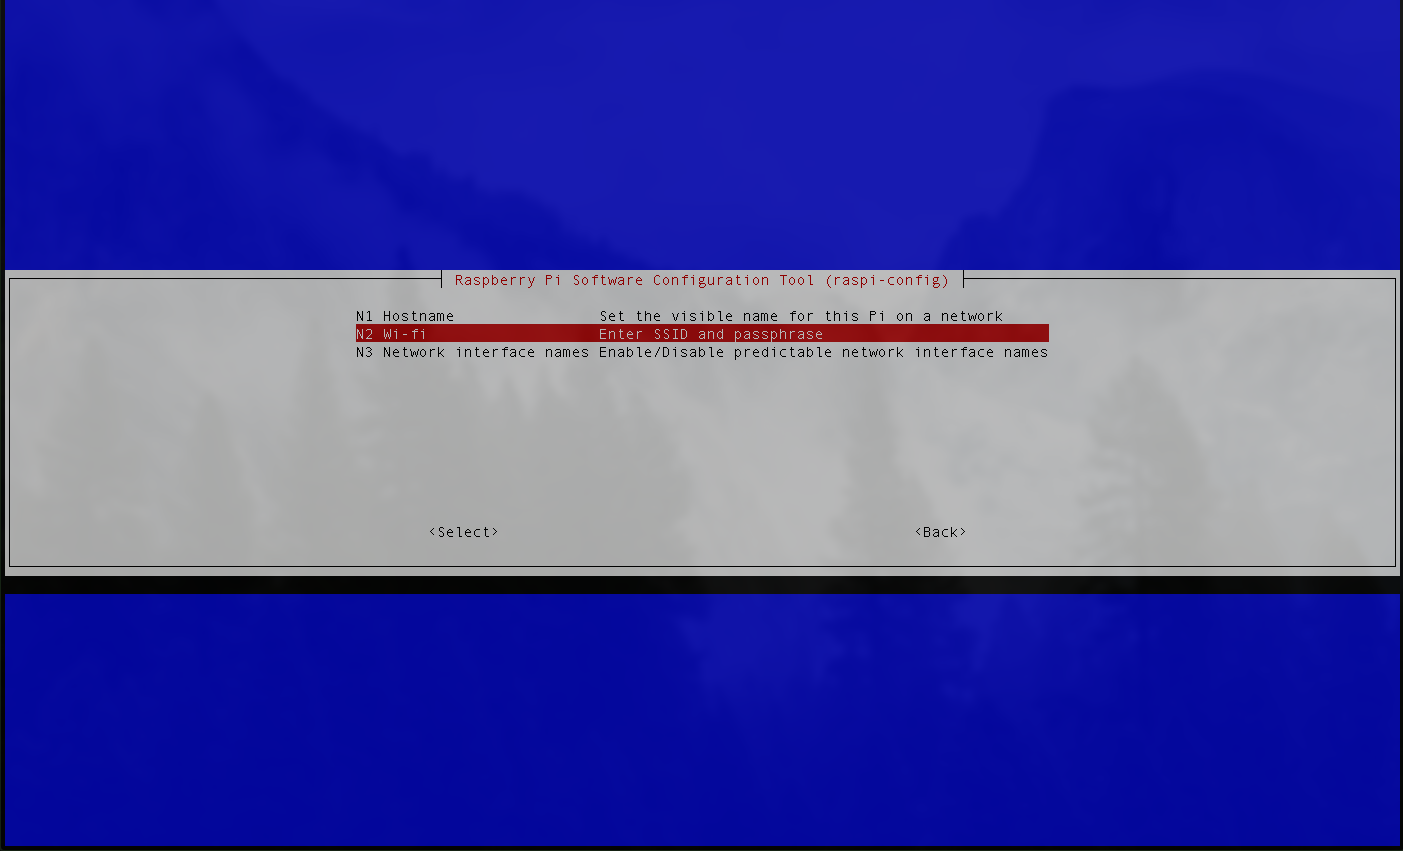 Raspberry Pi Software Configuration Tool (raspi-config)
N1 Hostname Set the visible name for this Pi on a network
N2 Wi-fi Enter SSID and passphrase
N3 Network interface names Enable/Disable predictable network interface names
<Select> <Back>